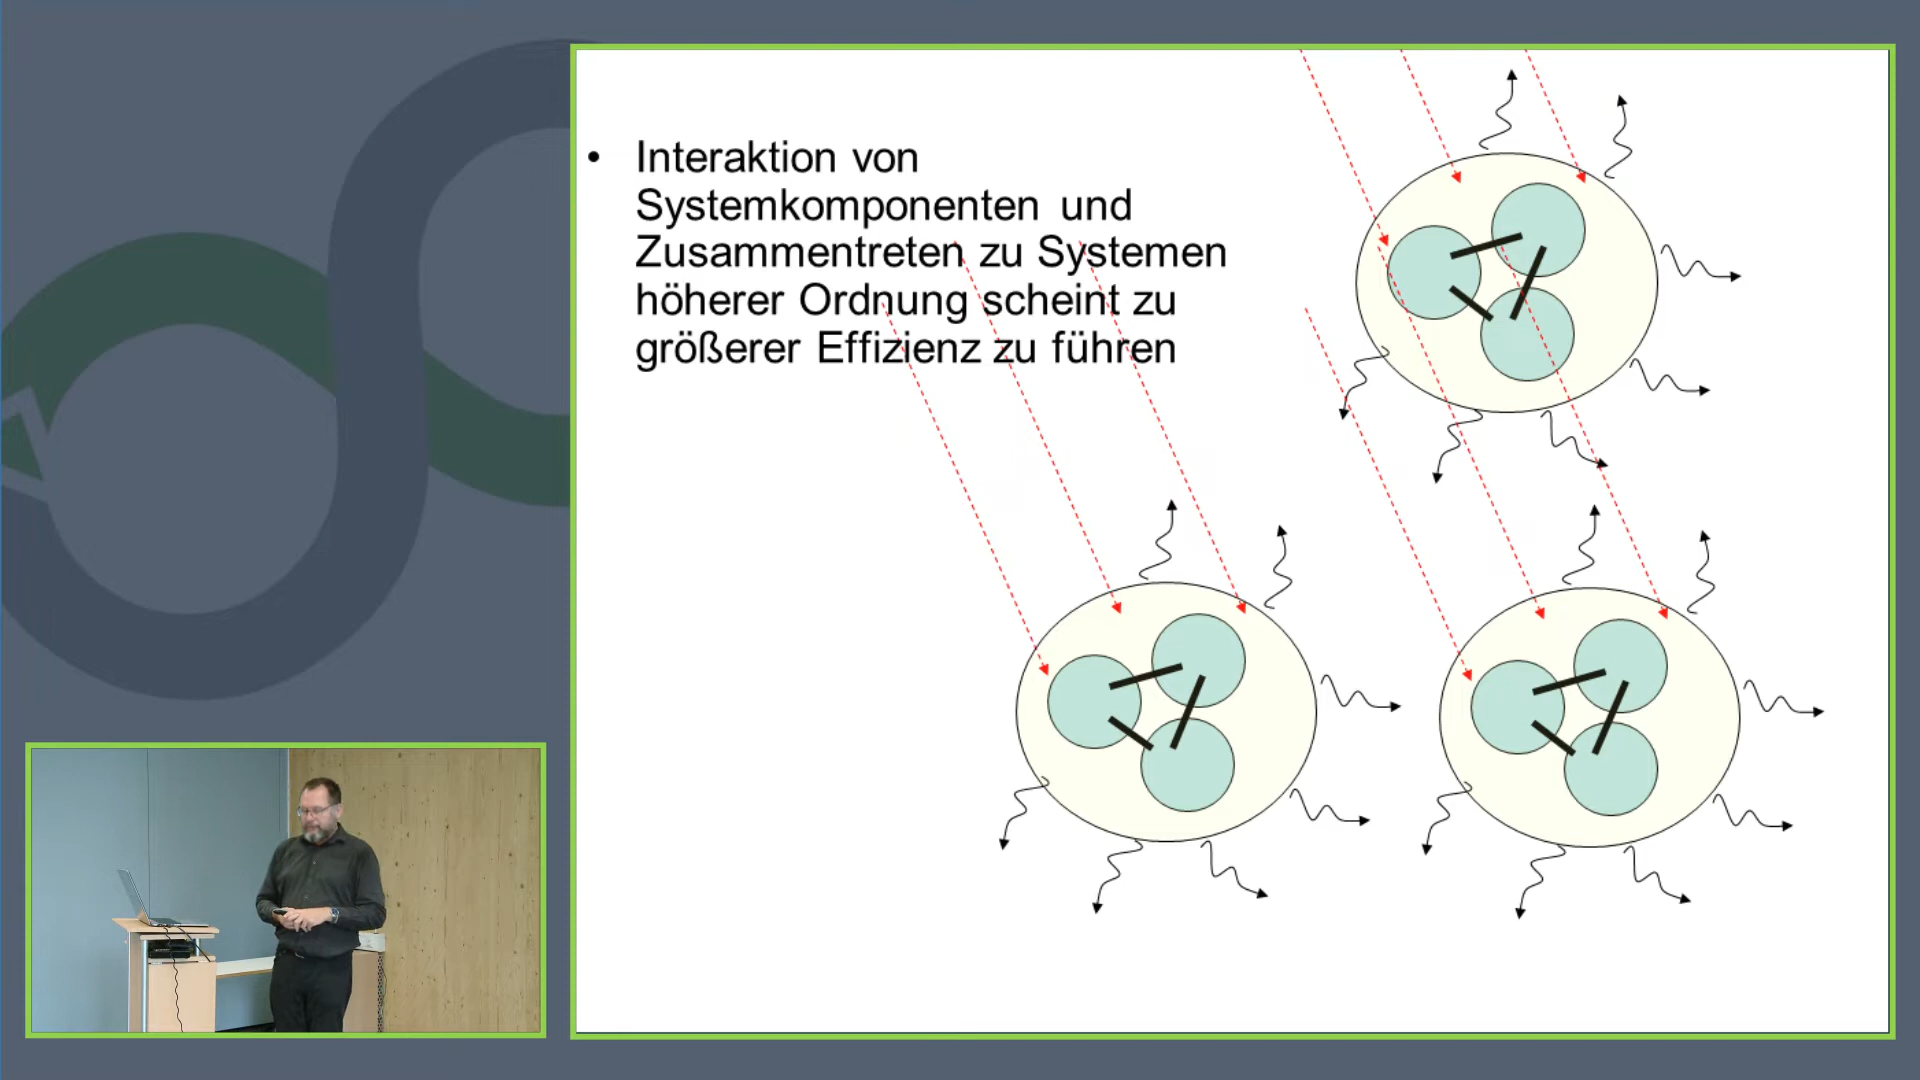 • Interaktion von
Systemkomponenten und
Zusammentreten zu Systemen
höherer Ordnung scheint zu
größerer Effizienz zu führen